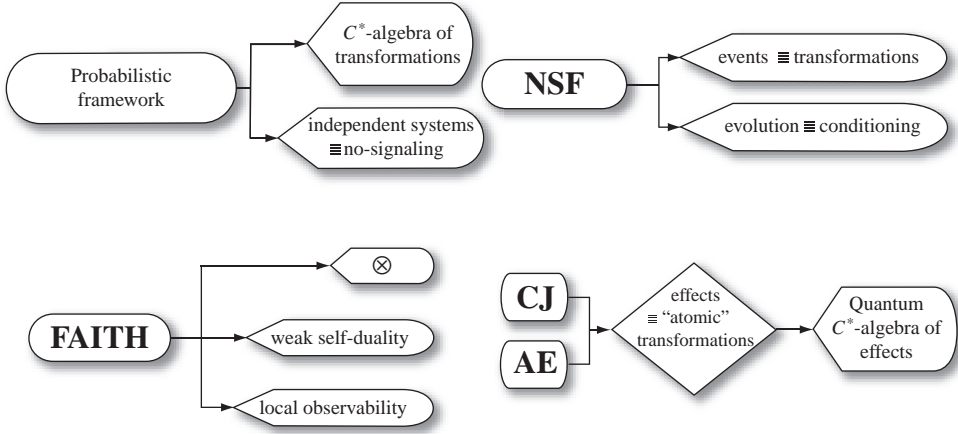 Probabilistic
framework
C*-algebra of
transformations
independent systems
≡no-signaling
NSF
events ≡ transformations
evolution ≡ conditioning
FAITH
⊗
weak self-duality
local observability
CJ
AE
effects
≡ “atomic”
transformations
Quantum
C*-algebra of
effects